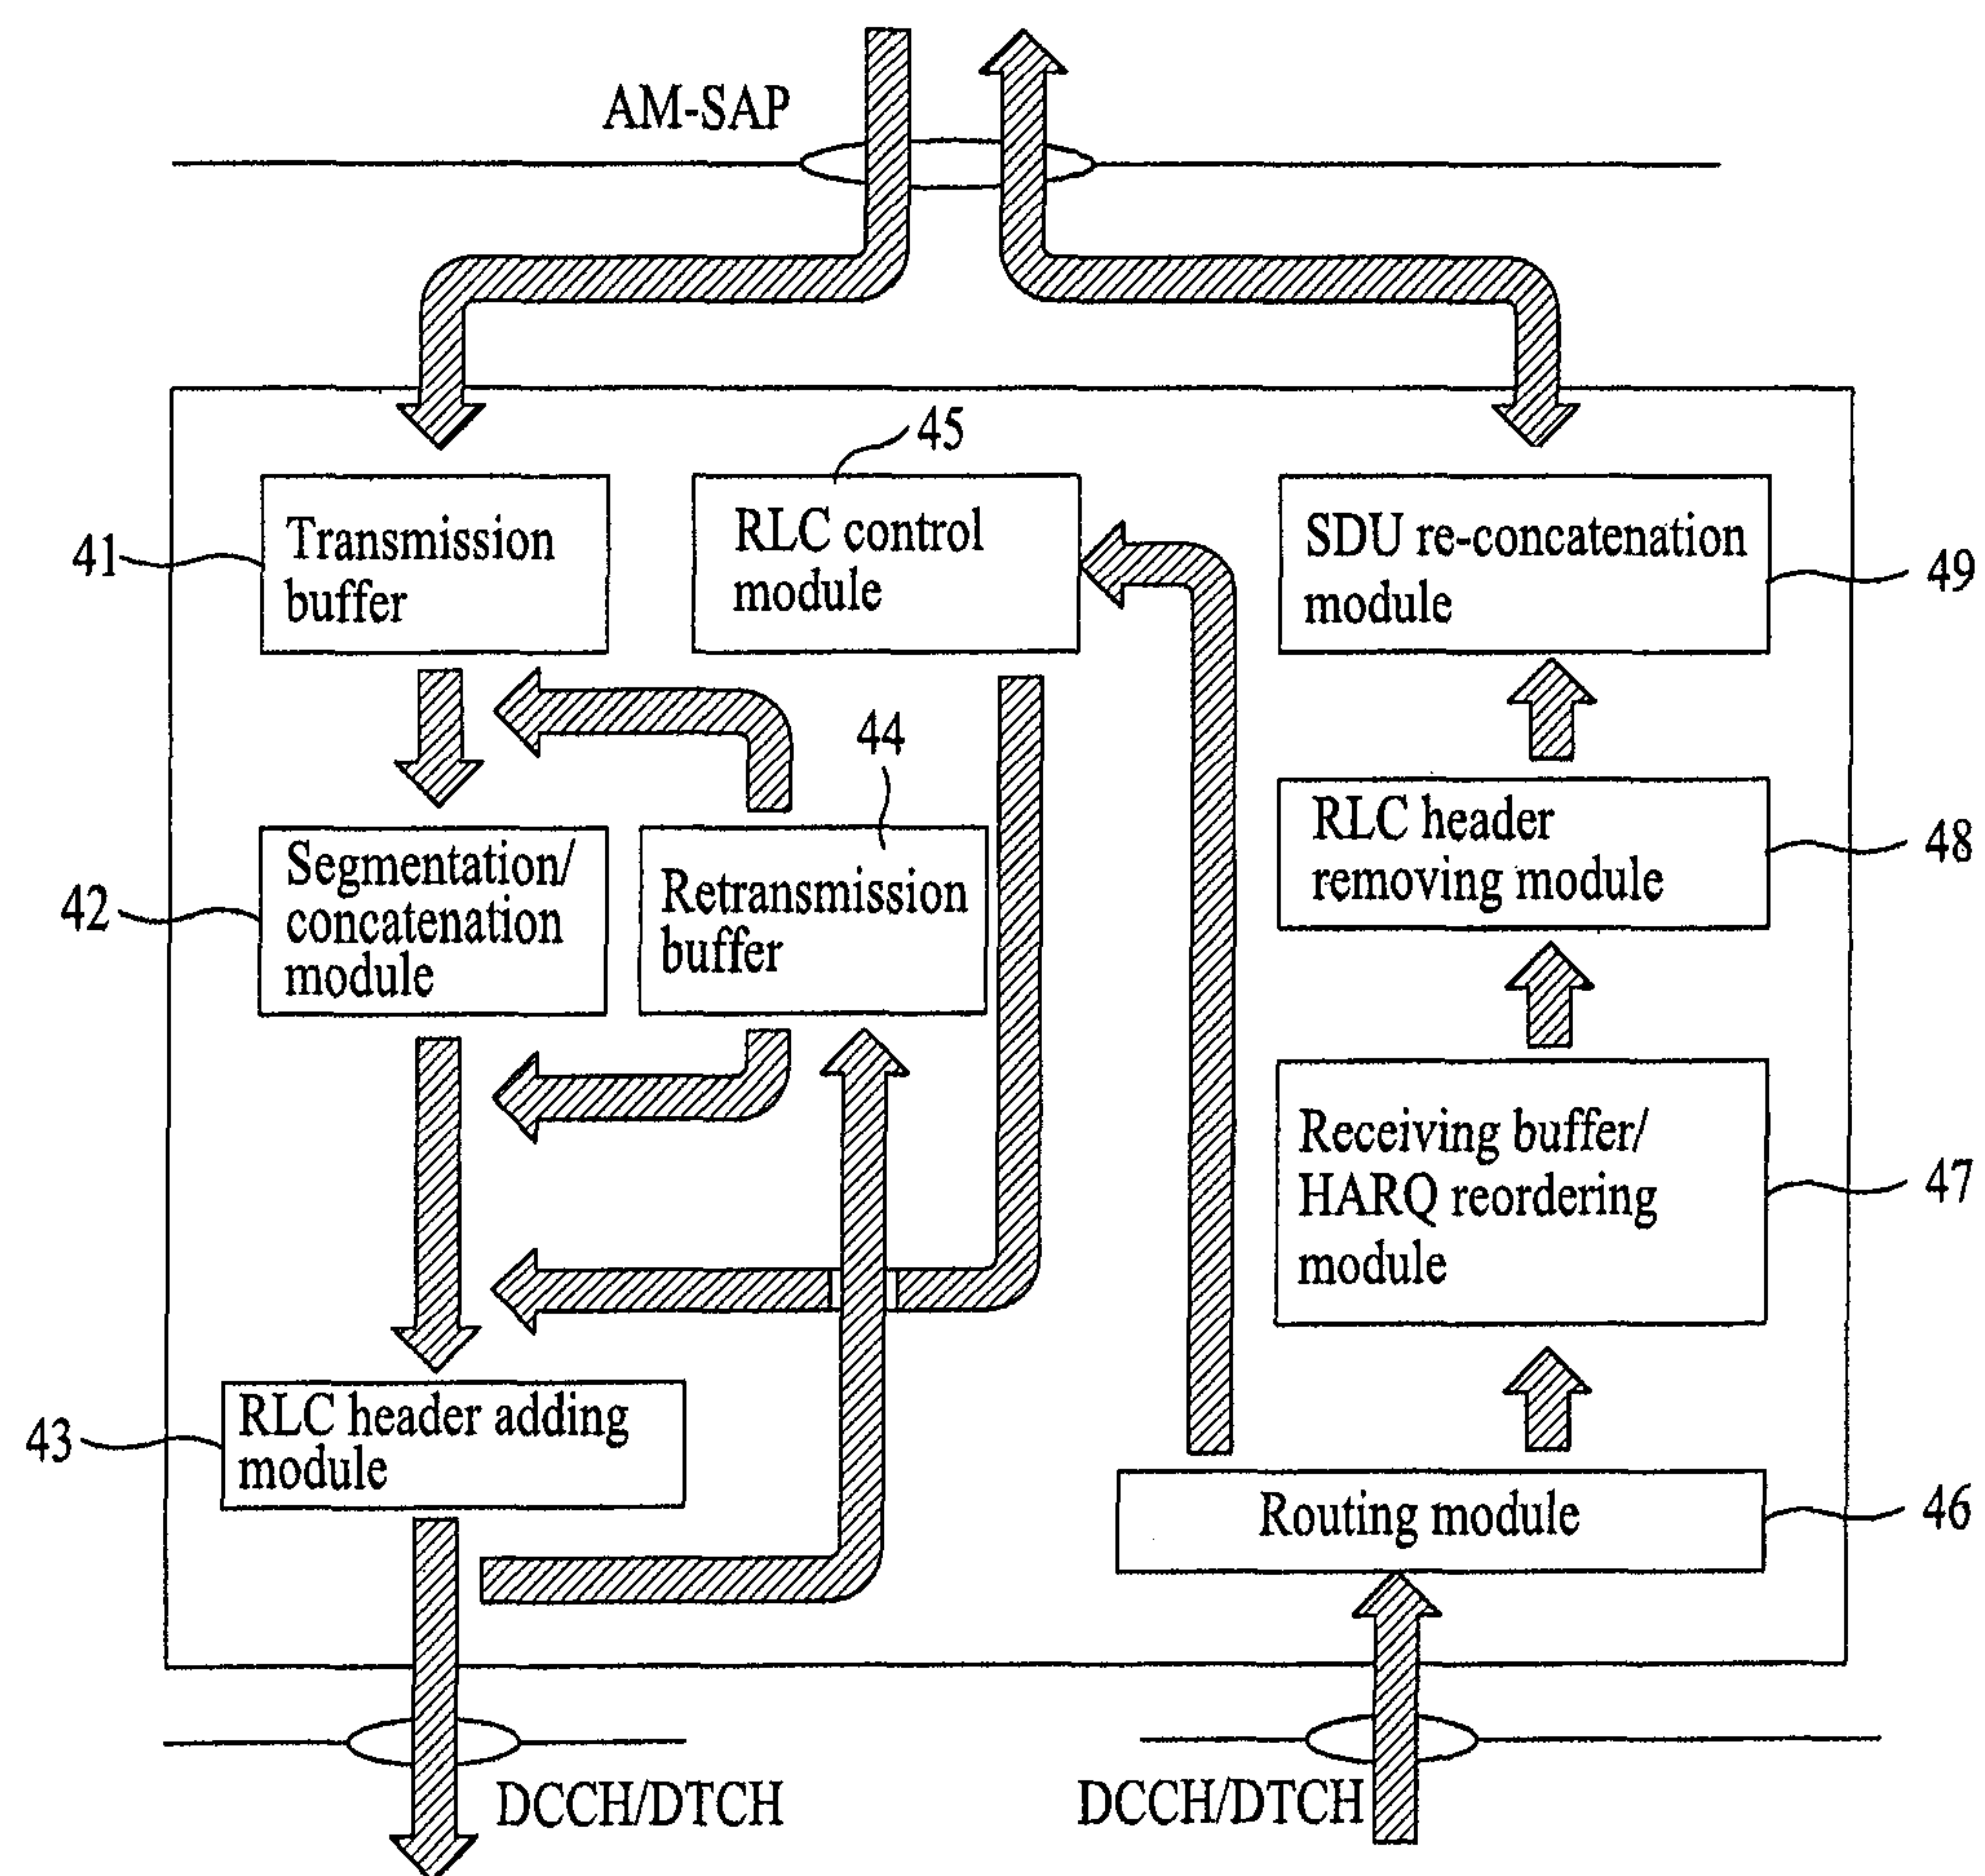 AM-SAP
45
Transmission
buffer
41
RLC control
module
SDU re-concatenation
module
49
44
Segmentation/
concatenation
module
42
Retransmission
buffer
RLC header
removing module
48
Receiving buffer/
HARQ reordering
module
47
RLC header adding
module
43
Routing module
46
DCCH/DTCH
DCCH/DTCH